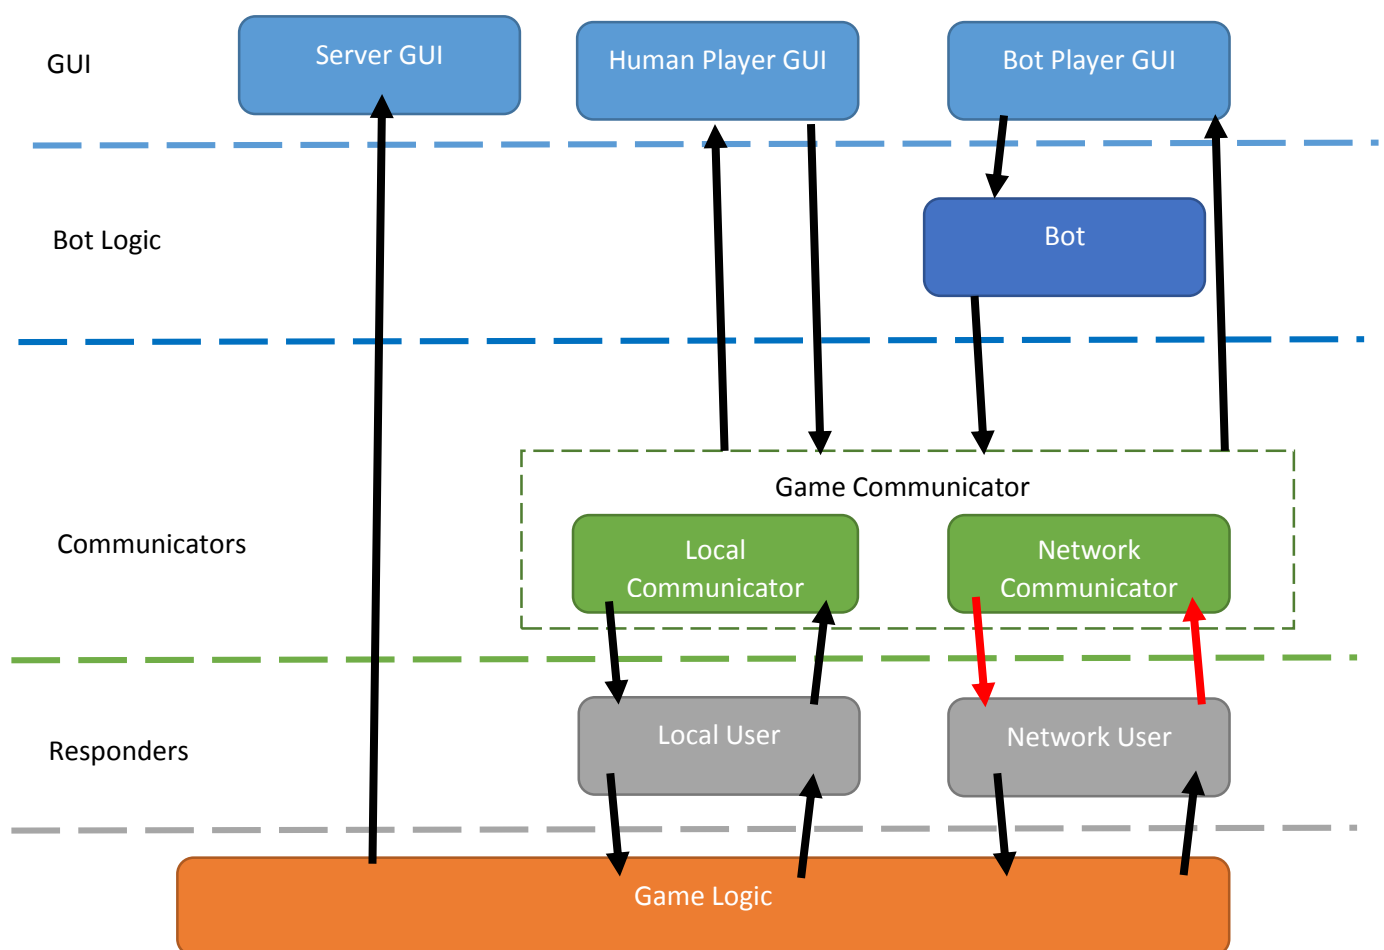 GUI
Server GUI
Human Player GUI
Bot Player GUI
Bot Logic
Bot
Game Communicator
Communicators
Local
Communicator
Network
Communicator
Responders
Local User
Network User
Game Logic